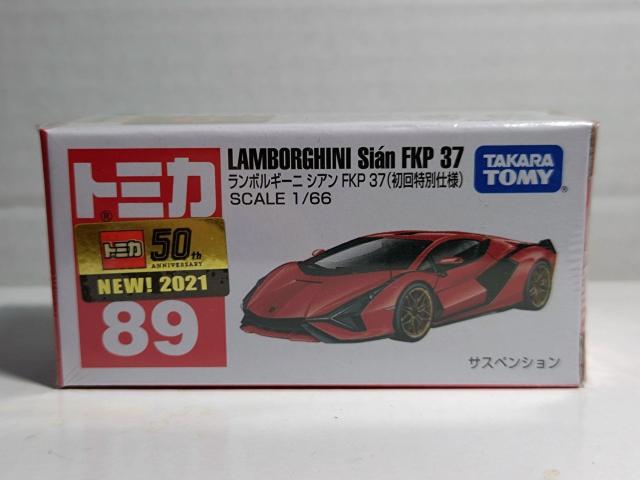 トミカ
®
LAMBORGHINI Sián FKP 37
ランボルギーニ シアン FKP 37(初回特別仕様)
SCALE 1/66
TAKARA
TOMY
®
トミカ 50th
ANNIVERSARY
NEW! 2021
89
サスペンション